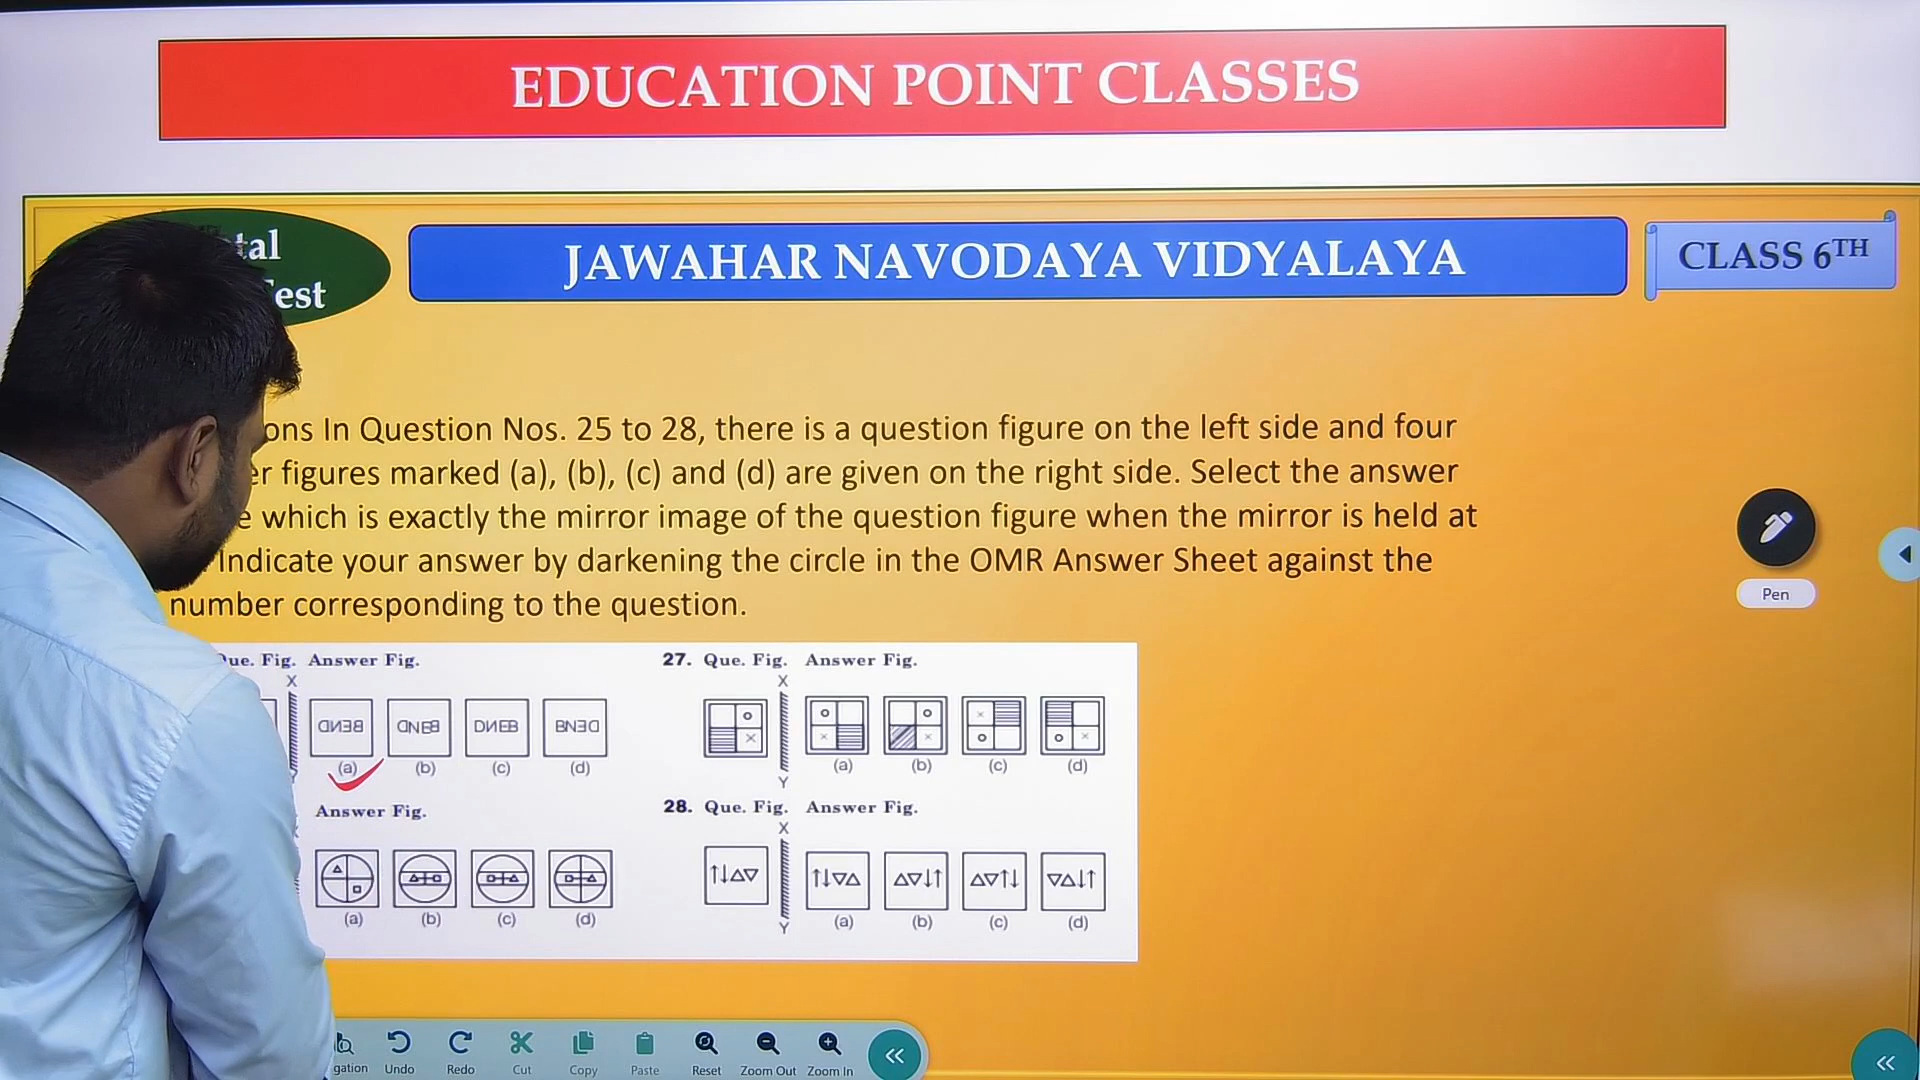 EDUCATION POINT CLASSES
JAWAHAR NAVODAYA VIDYALAYA
CLASS 6TH
ons In Question Nos. 25 to 28, there is a question figure on the left side and four
figures marked (a), (b), (c) and (d) are given on the right side. Select the answer
which is exactly the mirror image of the question figure when the mirror is held at
Indicate your answer by darkening the circle in the OMR Answer Sheet against the
number corresponding to the question.
Pen
Que. Fig. Answer Fig.
X
(a) (b) (c) (d)
Answer Fig.
(a) (b) (c) (d)
27. Que. Fig. Answer Fig.
X
Y
(a) (b) (c) (d)
28. Que. Fig. Answer Fig.
X
Y
(a) (b) (c) (d)
Undo Redo Cut Copy Paste Reset Zoom Out Zoom In